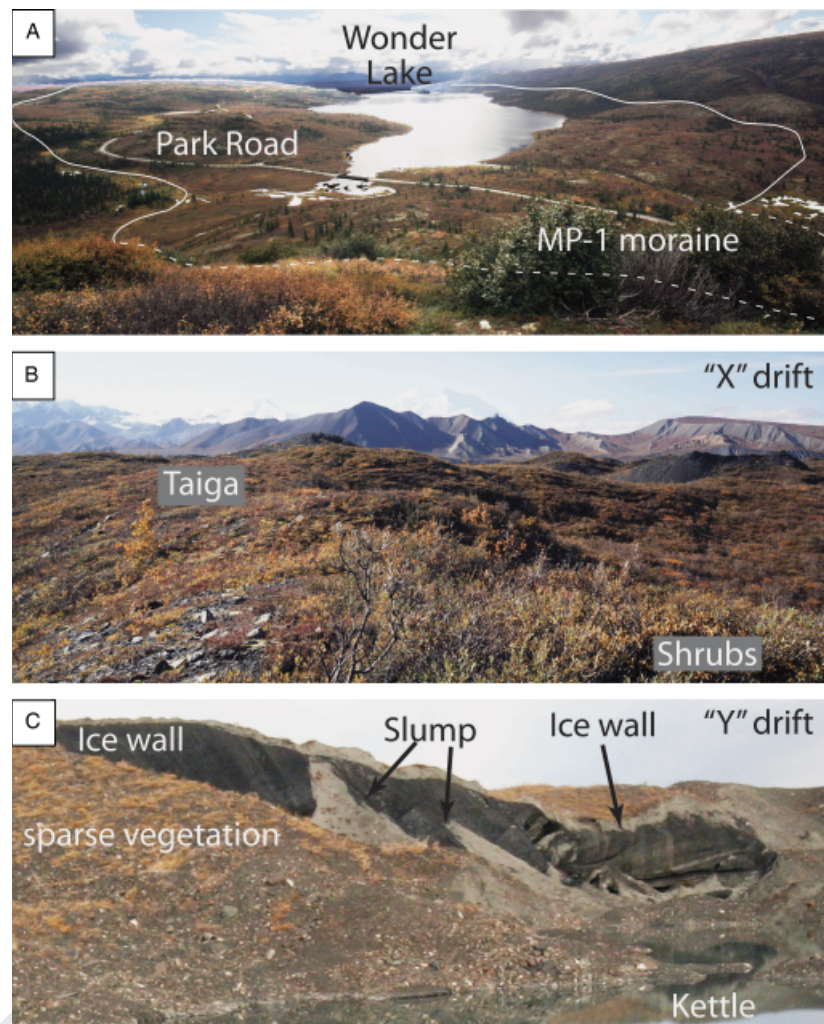 A
Wonder
Lake
Park Road
MP-1 moraine
B
“X” drift
Taiga
Shrubs
C
“Y” drift
Ice wall
Slump
Ice wall
sparse vegetation
Kettle